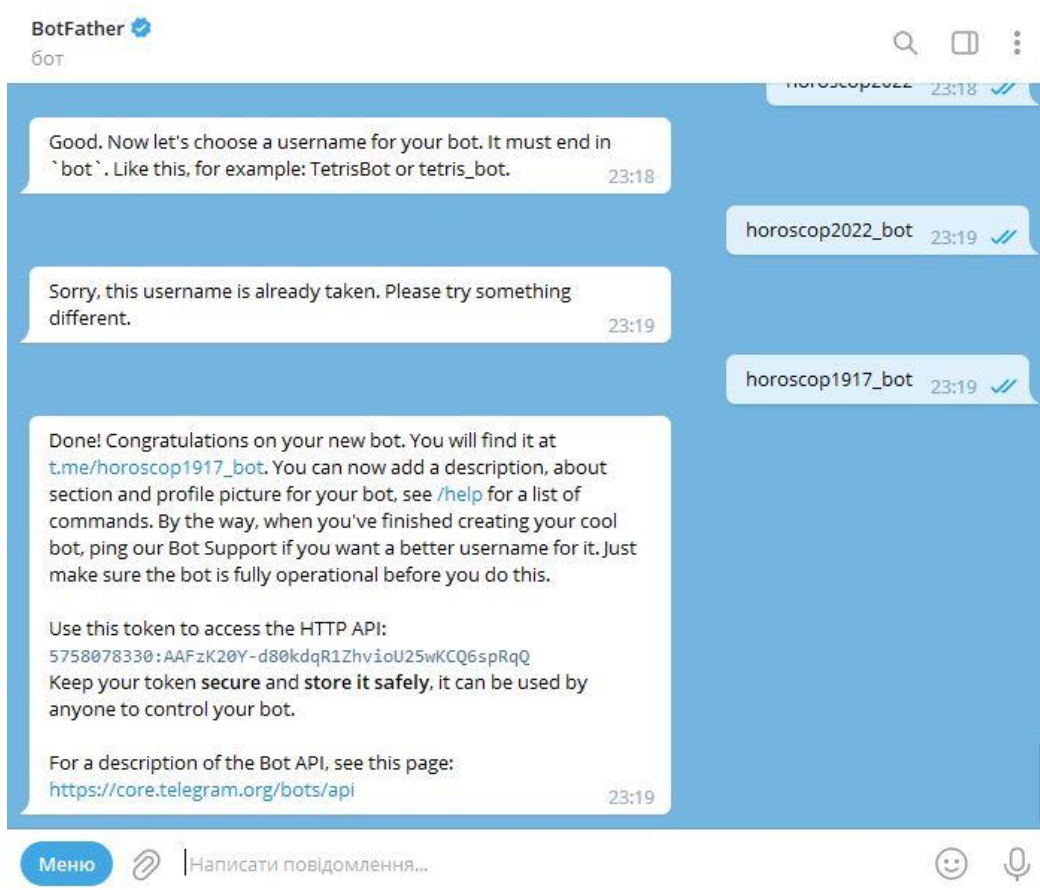 BotFather
бот
horoscop2022 23:18
Good. Now let's choose a username for your bot. It must end in
`bot`. Like this, for example: TetrisBot or tetris_bot.
23:18
horoscop2022_bot 23:19
Sorry, this username is already taken. Please try something
different.
23:19
horoscop1917_bot 23:19
Done! Congratulations on your new bot. You will find it at
t.me/horoscop1917_bot. You can now add a description, about
section and profile picture for your bot, see /help for a list of
commands. By the way, when you've finished creating your cool
bot, ping our Bot Support if you want a better username for it. Just
make sure the bot is fully operational before you do this.
Use this token to access the HTTP API:
5758078330:AAFzK20Y-d80kdqR1ZhvioU25wKCQ6spRqQ
Keep your token secure and store it safely, it can be used by
anyone to control your bot.
For a description of the Bot API, see this page:
https://core.telegram.org/bots/api
23:19
Меню
Написати повідомлення...